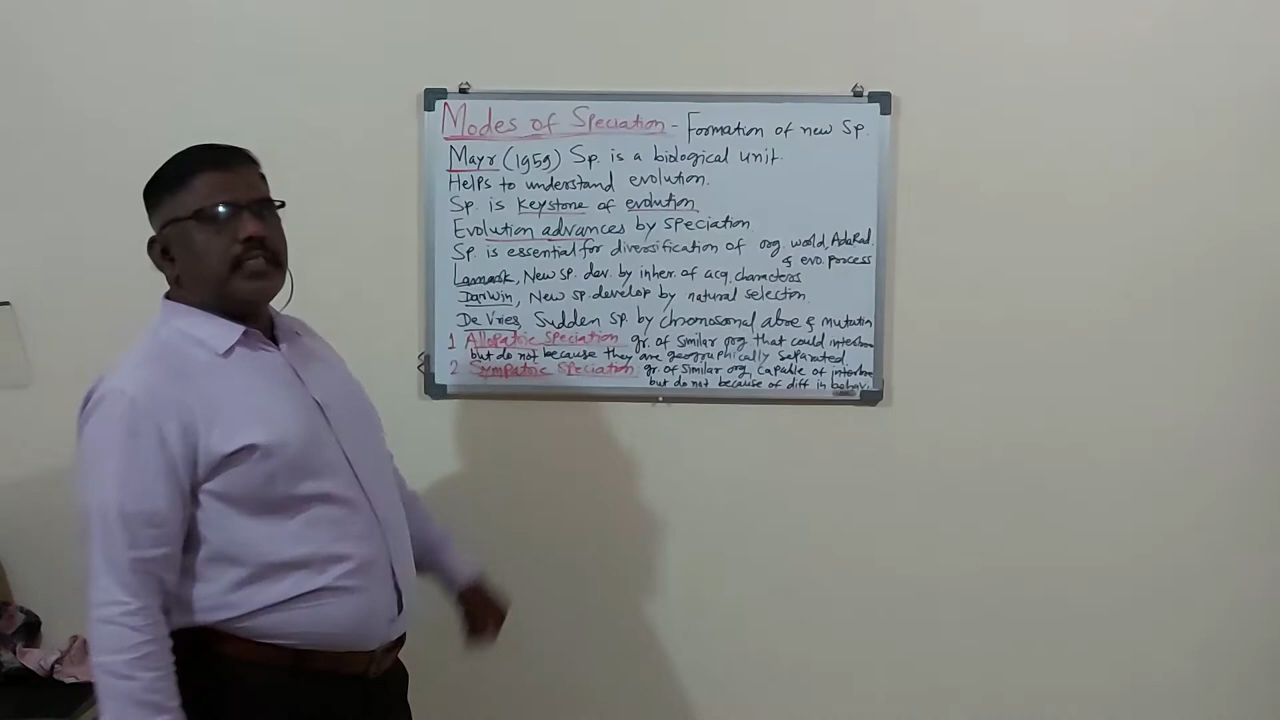 Modes of Speciation - Formation of new Sp.
Mayr (1959) Sp. is a biological unit.
Helps to understand evolution.
Sp. is keystone of evolution
Evolution advances by speciation
Sp. is essential for diversification of org. world, AdaRad.
& evo. process
Lamark, New sp. dev. by inher. of acq. characters
Darwin, New sp. develop by natural selection.
De Vries, Sudden sp. by chromosomal abre & mutatin
1 Allopatric Speciation gr. of similar org that could interbre
but do not because they are geographically separated
2 Sympatric Speciation gr. of similar org, capable of interbre
but do not because of diff in behavi.